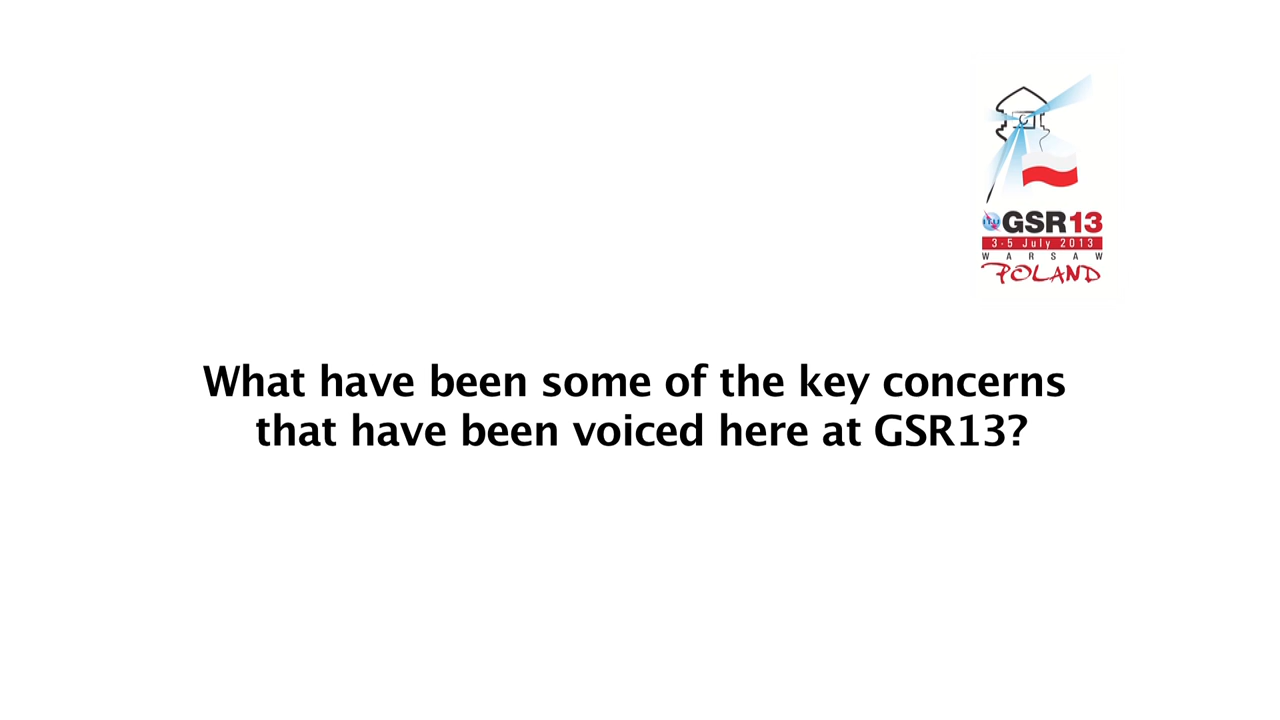 ITU GSR13
3-5 July 2013
WARSAW
POLAND
What have been some of the key concerns
that have been voiced here at GSR13?